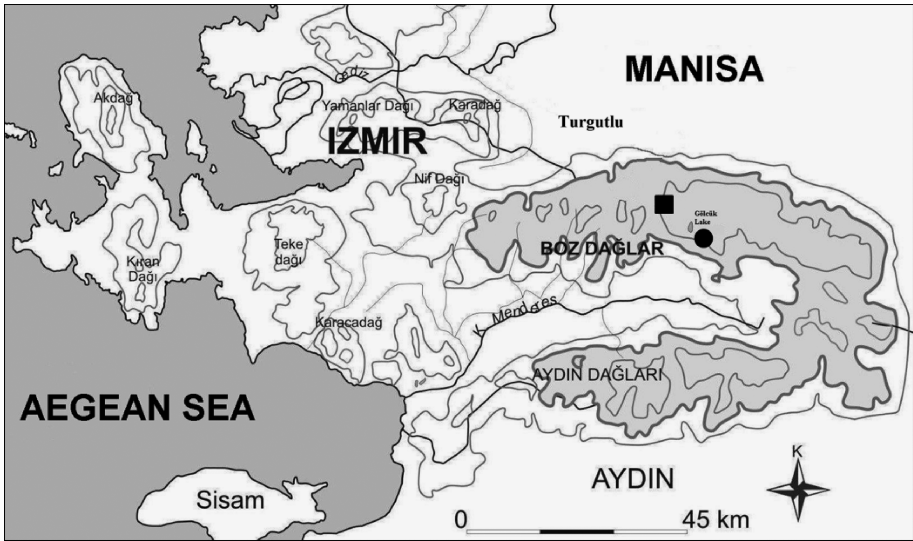 MANISA
Gediz
Akdağ
Yamanlar Dağı
Karadağ
Turgutlu
IZMIR
Nif Dağı
Gölcük
Lake
Teke
dağı
BOZ DAĞLAR
Kıran
Dağı
K. Menderes
Karacadağ
AYDIN DAĞLARI
AEGEAN SEA
K
AYDIN
Sisam
0
45 km